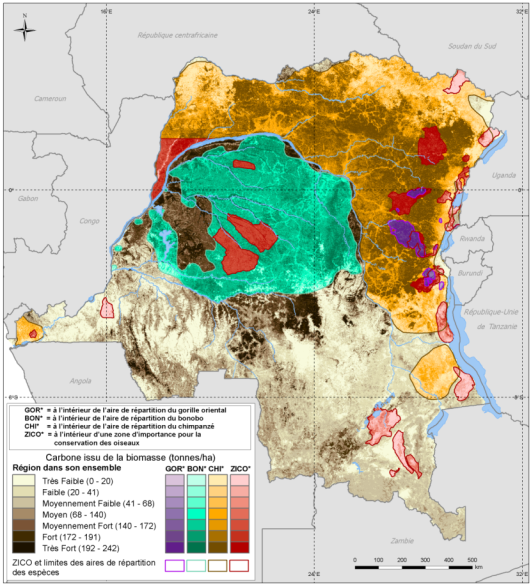 16°E
24°E
32°E
N
République centrafricaine
Soudan du Sud
Cameroun
0°
0°
Uganda
Gabon
Congo
Rwanda
Burundi
République-Unie
de Tanzanie
Angola
8°S
GOR* = à l'intérieur de l'aire de répartition du gorille oriental
BON* = à l'intérieur de l'aire de répartition du bonobo
CHI* = à l'intérieur de l'aire de répartition du chimpanzé
ZICO* = à l'intérieur d'une zone d'importance pour la
conservation des oiseaux
Carbone issu de la biomasse (tonnes/ha)
Région dans son ensemble GOR* BON* CHI* ZICO*
Très Faible (0 - 20)
Faible (20 - 41)
Moyennement Faible (41 - 68)
Moyen (68 - 140)
Moyennement Fort (140 - 172)
Fort (172 - 191)
Très Fort (192 - 242)
ZICO et limites des aires de répartition
des espèces
Zambie
0 100 200 300 400 500
km
24°E
32°E